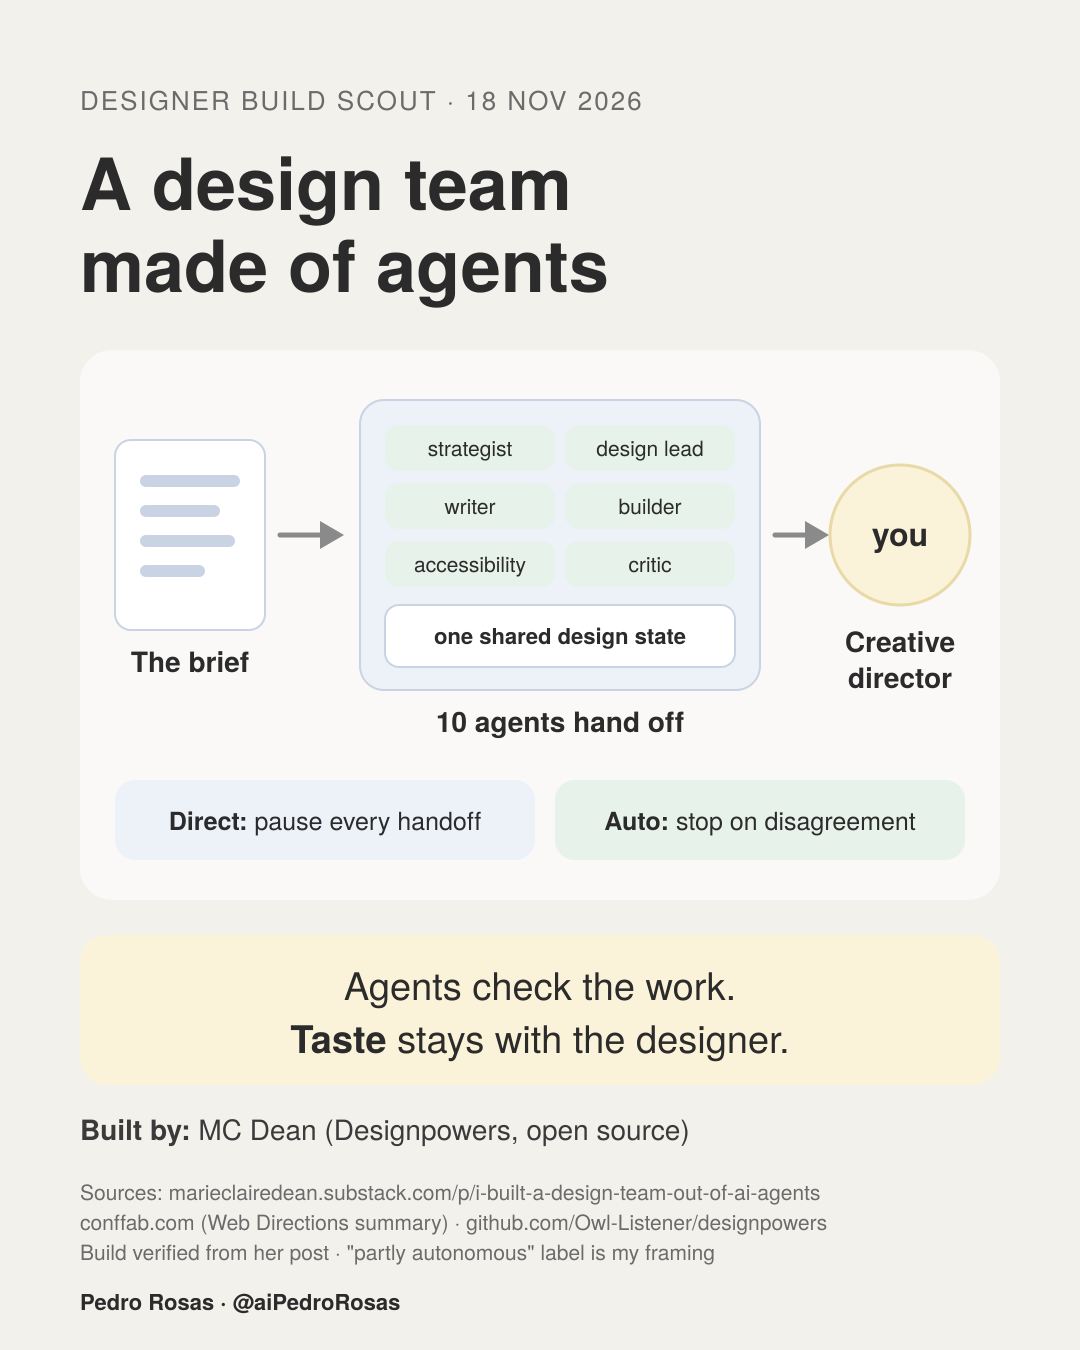 DESIGNER BUILD SCOUT · 18 NOV 2026
A design team
made of agents
strategist
design lead
writer
builder
accessibility
critic
one shared design state
The brief
10 agents hand off
you
Creative
director
Direct: pause every handoff
Auto: stop on disagreement
Agents check the work.
Taste stays with the designer.
Built by: MC Dean (Designpowers, open source)
Sources: marieclairedean.substack.com/p/i-built-a-design-team-out-of-ai-agents
conffab.com (Web Directions summary) · github.com/Owl-Listener/designpowers
Build verified from her post · "partly autonomous" label is my framing
Pedro Rosas · @aiPedroRosas